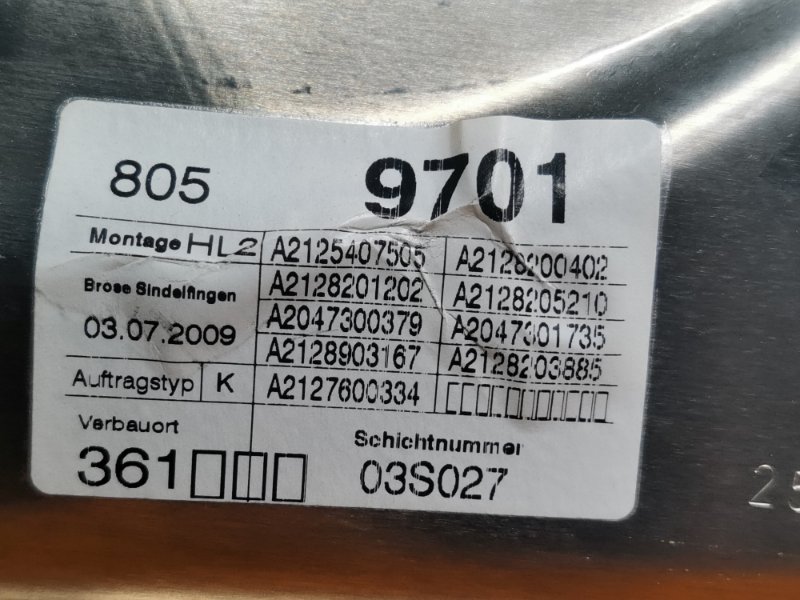 805 9701
Montage HL2 A2125407505 A2128200402
Brose Sindelfingen A2128201202 A2128205210
03.07.2009 A2047300379 A2047301735
A2128903167 A2128203885
Auftragstyp K A2127600334 ▯▯▯▯▯▯▯▯▯▯▯
Verbauort Schichtnummer
361▯▯▯ 03S027
25